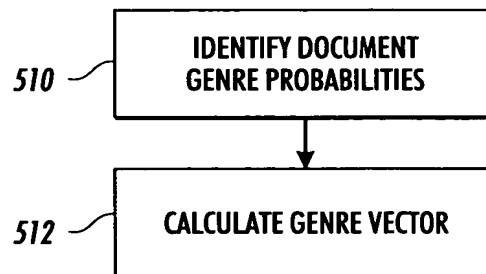 IDENTIFY DOCUMENT
510
GENRE PROBABILITIES
512
CALCULATE GENRE VECTOR